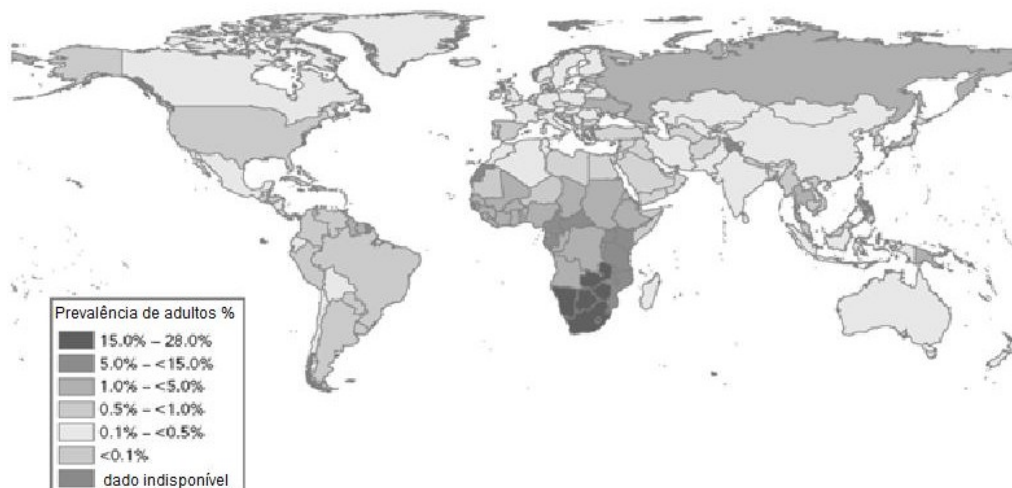 Prevalência de adultos %
15.0% – 28.0%
5.0% – <15.0%
1.0% – <5.0%
0.5% – <1.0%
0.1% – <0.5%
<0.1%
dado indisponível